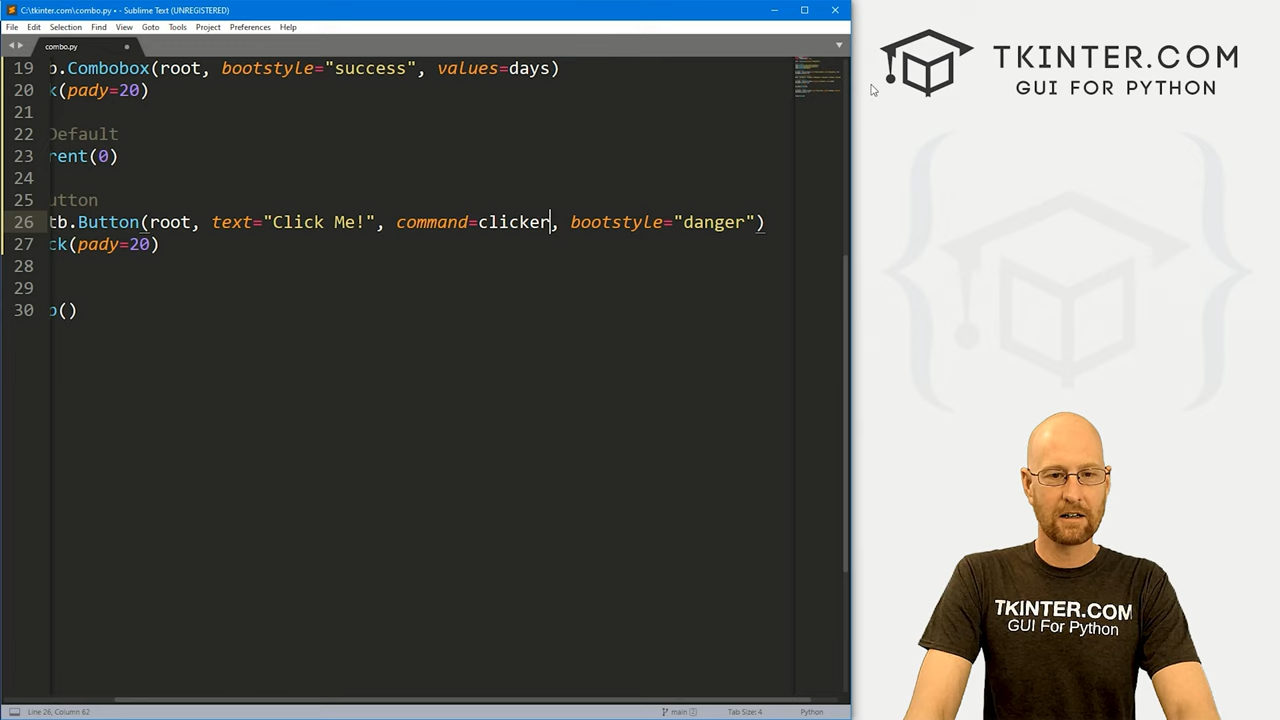 C:\tkinter.com\combo.py • - Sublime Text (UNREGISTERED)
File Edit Selection Find View Goto Tools Project Preferences Help
combo.py
19 b.Combobox(root, bootstyle="success", values=days)
20 k(pady=20)
21
22 Default
23 rent(0)
24
25 utton
26 tb.Button(root, text="Click Me!", command=clicker, bootstyle="danger")
27 ck(pady=20)
28
29
30 p()
Line 26, Column 62
main 2
Tab Size: 4
Python
TKINTER.COM
GUI FOR PYTHON
TKINTER.COM
GUI For Python